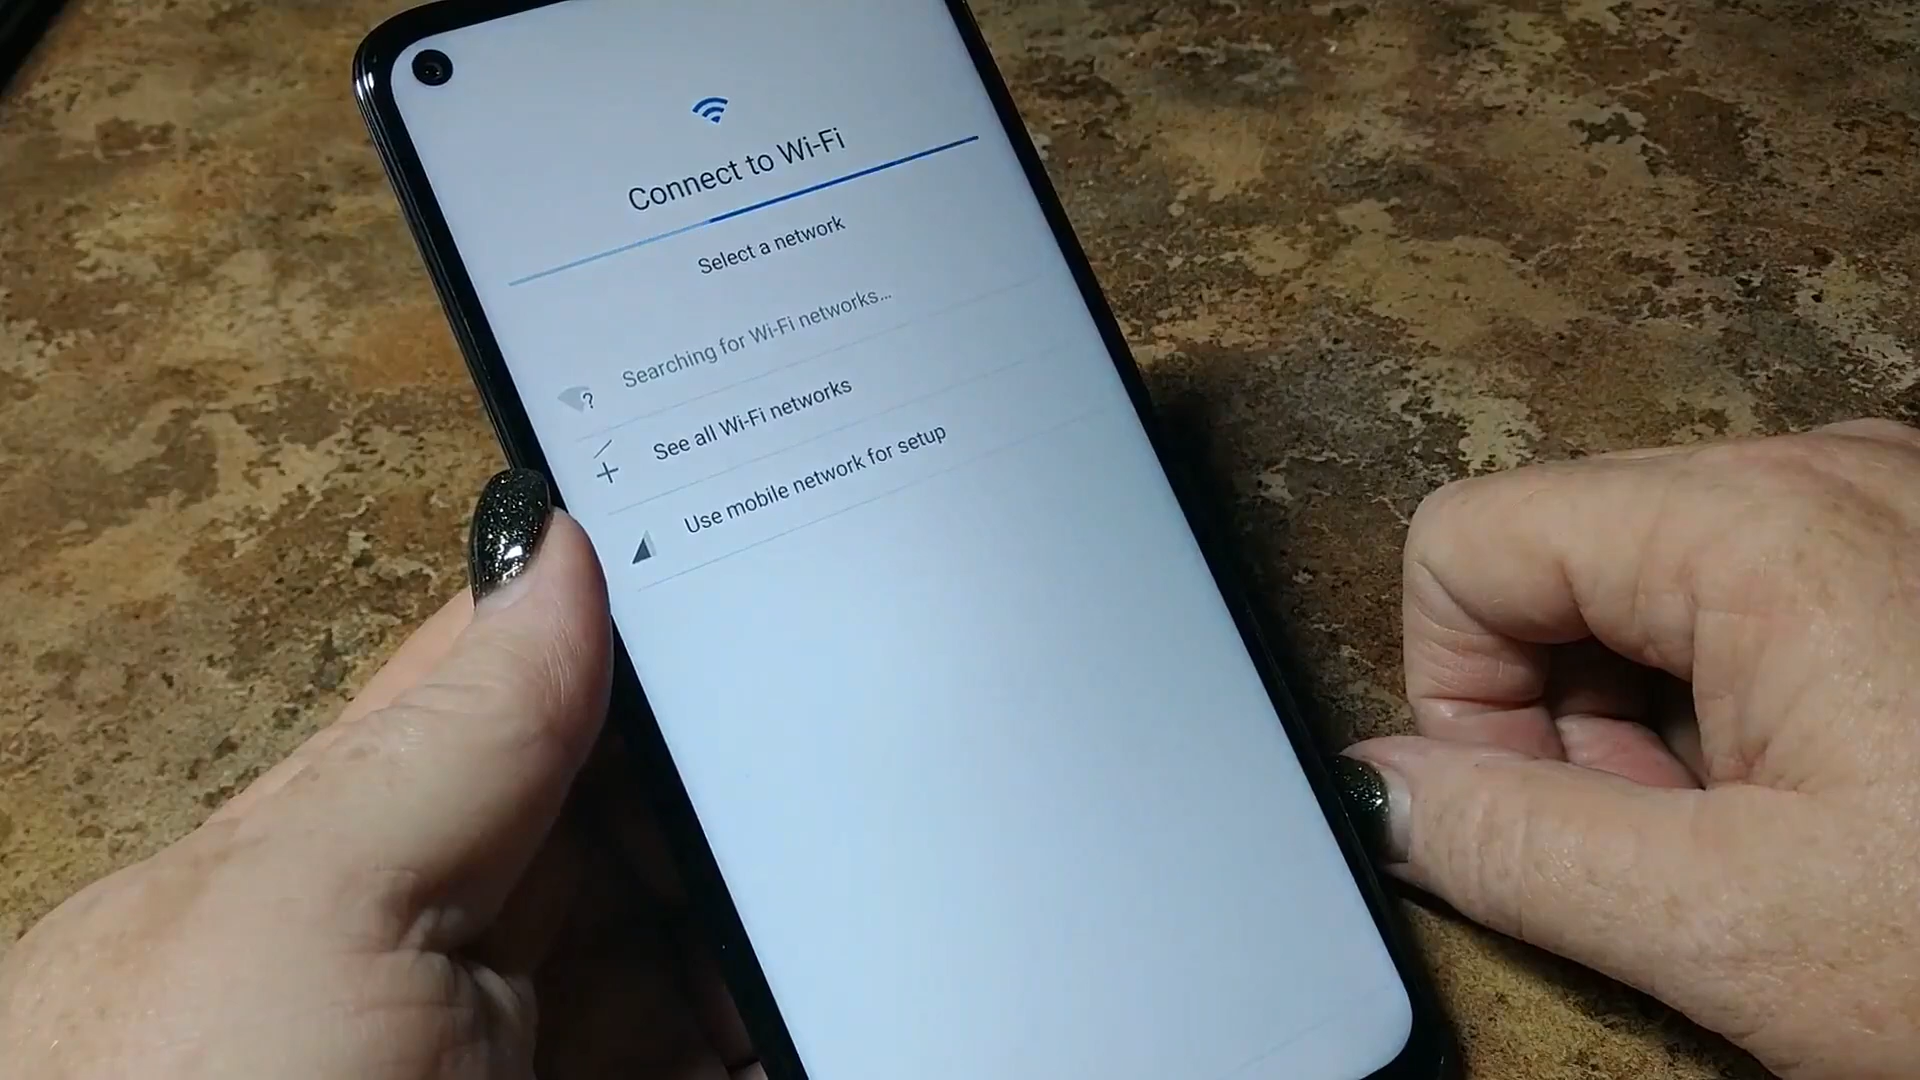 Connect to Wi-Fi
Select a network
Searching for Wi-Fi networks...
See all Wi-Fi networks
Use mobile network for setup